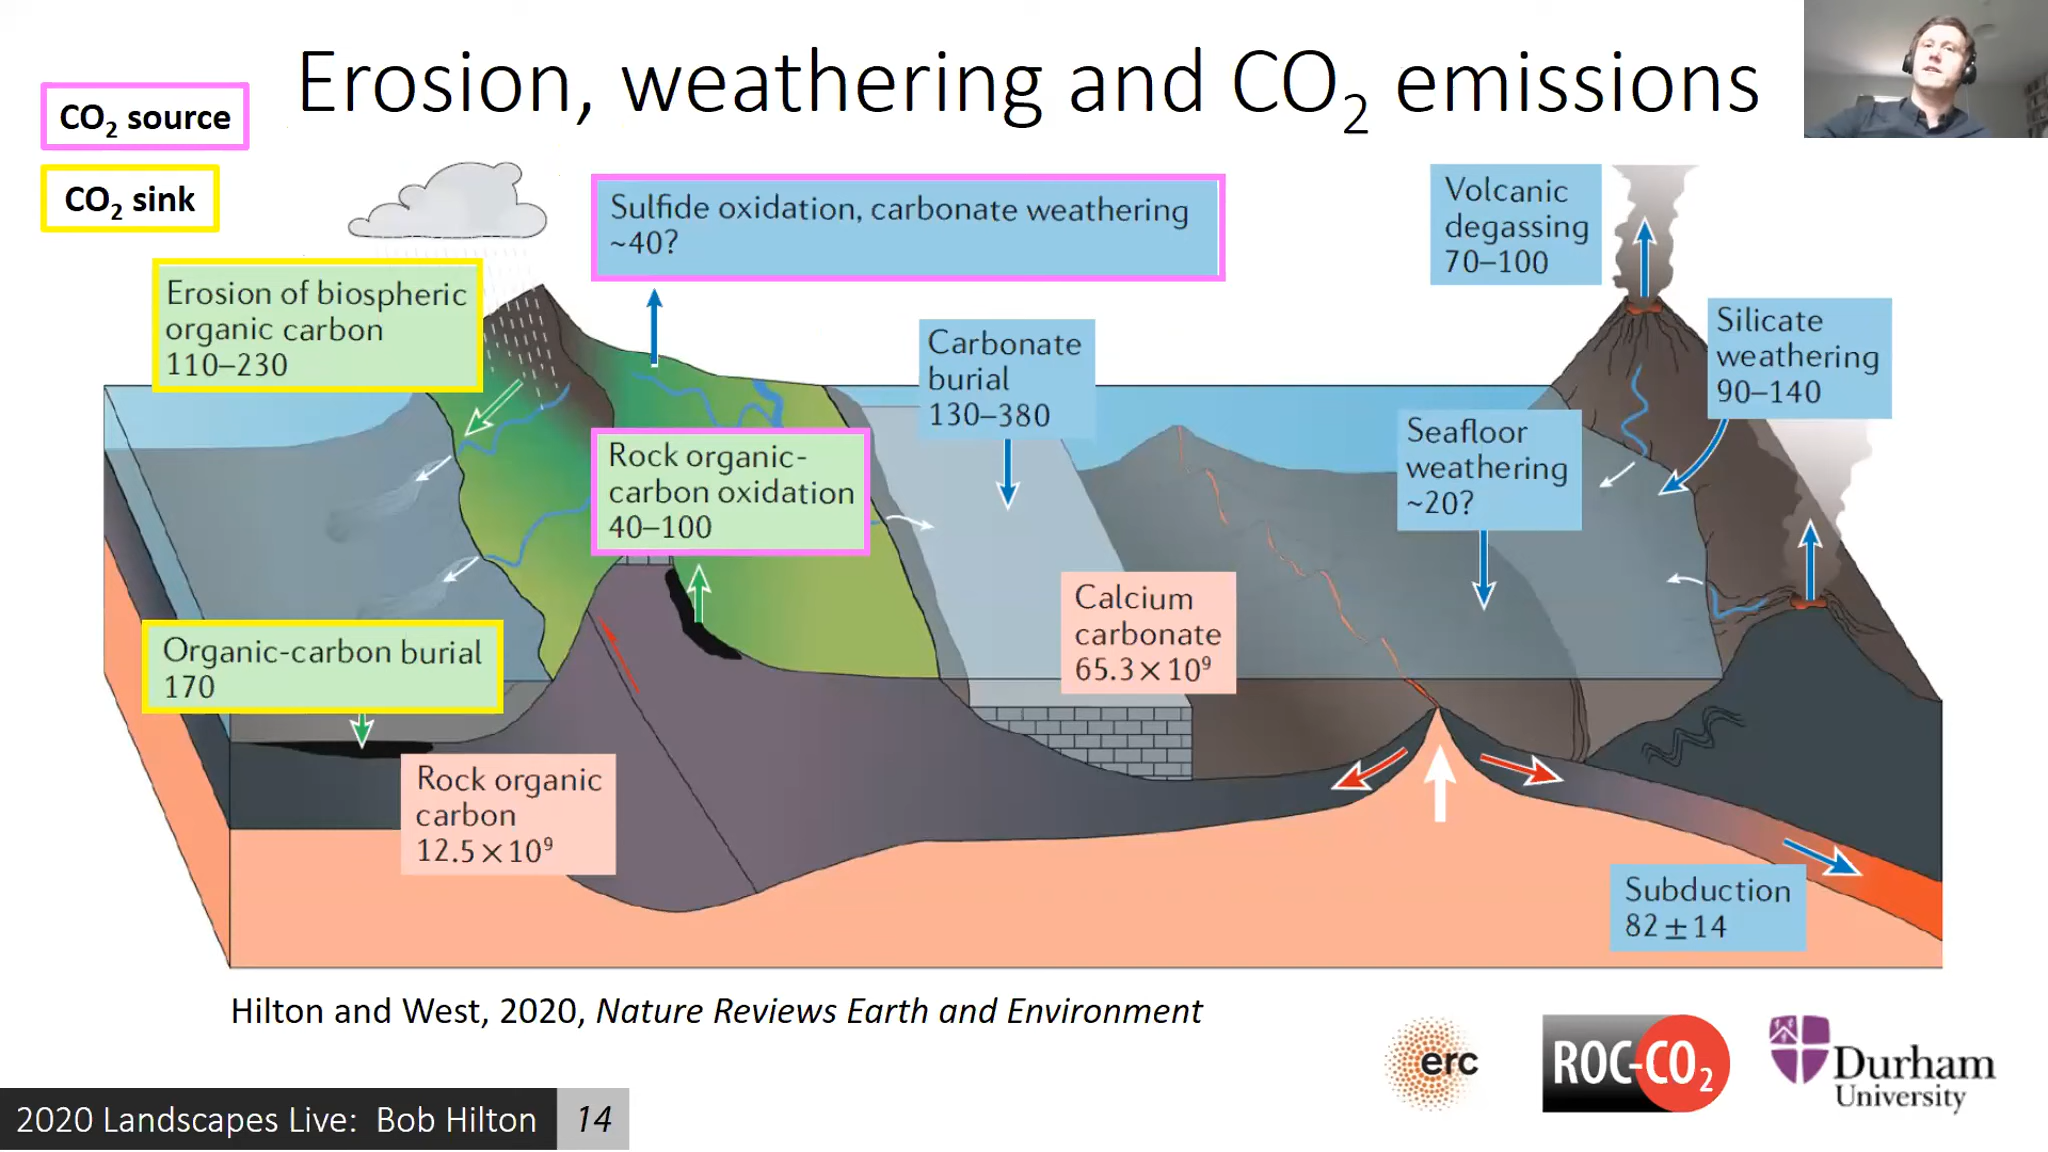 Erosion, weathering and CO₂ emissions
CO₂ source
CO₂ sink
Sulfide oxidation, carbonate weathering
~40?
Volcanic
degassing
70–100
Erosion of biospheric
organic carbon
110–230
Carbonate
burial
130–380
Silicate
weathering
90–140
Rock organic-
carbon oxidation
40–100
Seafloor
weathering
~20?
Calcium
carbonate
65.3×10⁹
Organic-carbon burial
170
Rock organic
carbon
12.5×10⁹
Subduction
82±14
Hilton and West, 2020, Nature Reviews Earth and Environment
erc
ROC-CO₂
Durham
University
2020 Landscapes Live: Bob Hilton
14